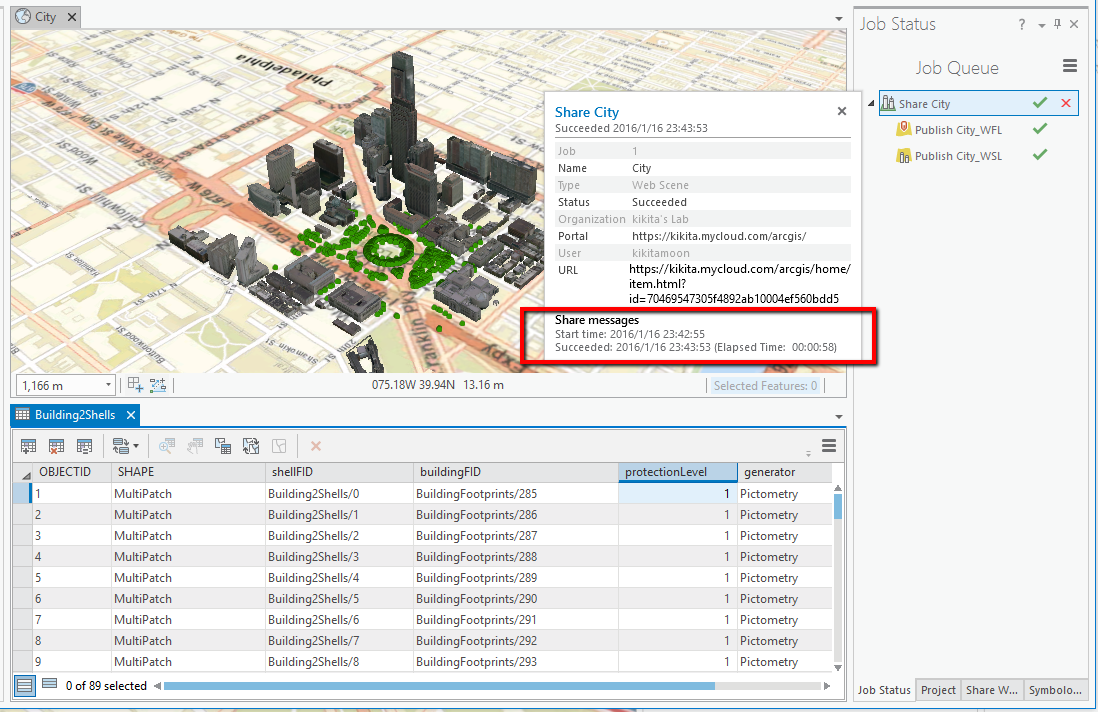 City
Job Status
Job Queue
Share City
Publish City_WFL
Publish City_WSL
Philadelphia
Share City
Succeeded 2016/1/16 23:43:53
Job 1
Name City
Type Web Scene
Status Succeeded
Organization kikita's Lab
Portal https://kikita.mycloud.com/arcgis/
User kikitamoon
URL https://kikita.mycloud.com/arcgis/home/
item.html?
id=70469547305f4892ab10004ef560bdd5
Share messages
Start time: 2016/1/16 23:42:55
Succeeded: 2016/1/16 23:43:53 (Elapsed Time: 00:00:58)
1,166 m 075.18W 39.94N 13.16 m Selected Features: 0
Building2Shells
OBJECTID SHAPE shellFID buildingFID protectionLevel generator
1 MultiPatch Building2Shells/0 BuildingFootprints/285 1 Pictometry
2 MultiPatch Building2Shells/1 BuildingFootprints/286 1 Pictometry
3 MultiPatch Building2Shells/2 BuildingFootprints/287 1 Pictometry
4 MultiPatch Building2Shells/3 BuildingFootprints/288 1 Pictometry
5 MultiPatch Building2Shells/4 BuildingFootprints/289 1 Pictometry
6 MultiPatch Building2Shells/5 BuildingFootprints/290 1 Pictometry
7 MultiPatch Building2Shells/6 BuildingFootprints/291 1 Pictometry
8 MultiPatch Building2Shells/7 BuildingFootprints/292 1 Pictometry
9 MultiPatch Building2Shells/8 BuildingFootprints/293 1 Pictometry
0 of 89 selected
Job Status Project Share W... Symbolo...